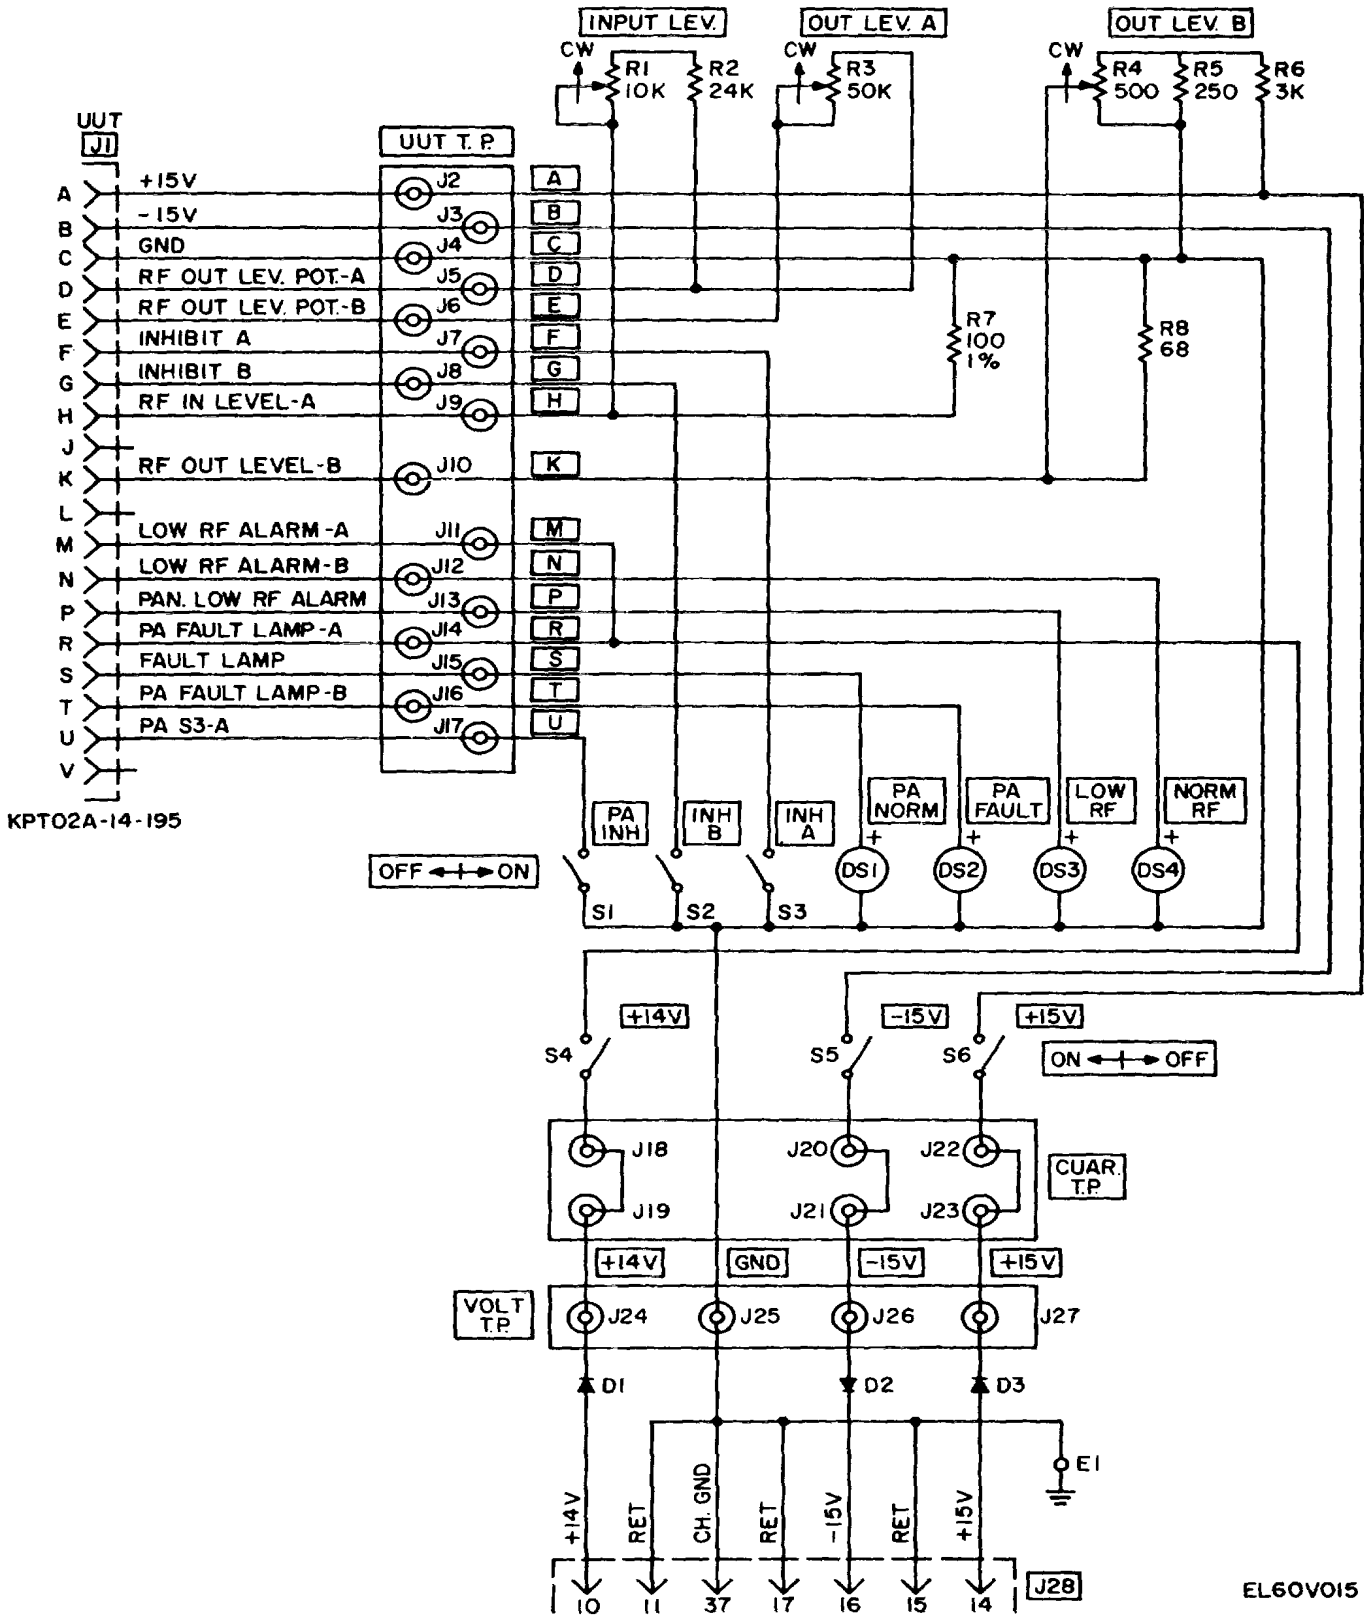 INPUT LEV.
OUT LEV. A
OUT LEV. B
CW
R1
10K
R2
24K
CW
R3
50K
CW
R4
500
R5
250
R6
3K
UUT
J1
UUT T.P.
A
+15V
J2
A
B
-15V
J3
B
C
GND
J4
C
D
RF OUT LEV. POT.-A
J5
D
E
RF OUT LEV. POT.-B
J6
E
F
INHIBIT A
J7
F
G
INHIBIT B
J8
G
H
RF IN LEVEL-A
J9
H
R7
100
1%
R8
68
J
K
RF OUT LEVEL-B
J10
K
L
M
LOW RF ALARM-A
J11
M
N
LOW RF ALARM-B
J12
N
P
PAN. LOW RF ALARM
J13
P
R
PA FAULT LAMP-A
J14
R
S
FAULT LAMP
J15
S
T
PA FAULT LAMP-B
J16
T
U
PA S3-A
J17
U
V
KPT02A-14-195
PA
INH
INH
B
INH
A
PA
NORM
PA
FAULT
LOW
RF
NORM
RF
+ + + +
OFF ON
DS1
DS2
DS3
DS4
S1
S2
S3
+14V
-15V
+15V
S4
S5
S6
ON OFF
J18
J20
J22
CUAR.
T.P.
J19
J21
J23
+14V
GND
-15V
+15V
VOLT
T.P.
J24
J25
J26
J27
D1
D2
D3
E1
+14V
RET
CH. GND
RET
-15V
RET
+15V
J28
10
11
37
17
16
15
14
EL60V015